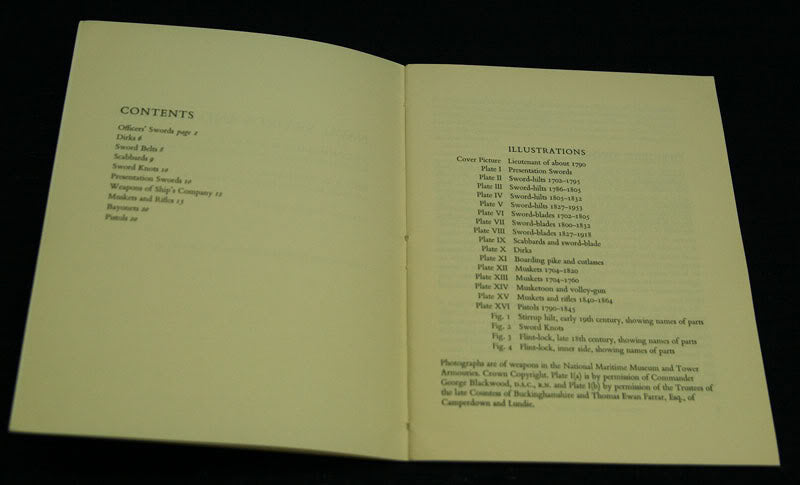 CONTENTS
Officers' Swords page 1
Dirks 6
Sword Belts 8
Scabbards 9
Sword Knots 10
Presentation Swords 10
Weapons of Ship's Company 12
Muskets and Rifles 13
Bayonets 20
Pistols 20
ILLUSTRATIONS
Cover Picture Lieutenant of about 1790
Plate I Presentation Swords
Plate II Sword-hilts 1702–1795
Plate III Sword-hilts 1786–1805
Plate IV Sword-hilts 1805–1832
Plate V Sword-hilts 1827–1953
Plate VI Sword-blades 1702–1805
Plate VII Sword-blades 1800–1832
Plate VIII Sword-blades 1827–1918
Plate IX Scabbards and sword-blade
Plate X Dirks
Plate XI Boarding pike and cutlasses
Plate XII Muskets 1704–1820
Plate XIII Muskets 1704–1760
Plate XIV Musketoon and volley-gun
Plate XV Muskets and rifles 1840–1864
Plate XVI Pistols 1790–1845
Fig. 1 Stirrup hilt, early 19th century, showing names of parts
Fig. 2 Sword Knots
Fig. 3 Flint-lock, late 18th century, showing names of parts
Fig. 4 Flint-lock, inner side, showing names of parts
Photographs are of weapons in the National Maritime Museum and Tower
Armouries. Crown Copyright. Plate I(a) is by permission of Commander
George Blackwood, D.S.C., R.N. and Plate I(b) by permission of the Trustees of
the late Countess of Buckinghamshire and Thomas Ewan Farrar, Esq., of
Camperdown and Lundie.